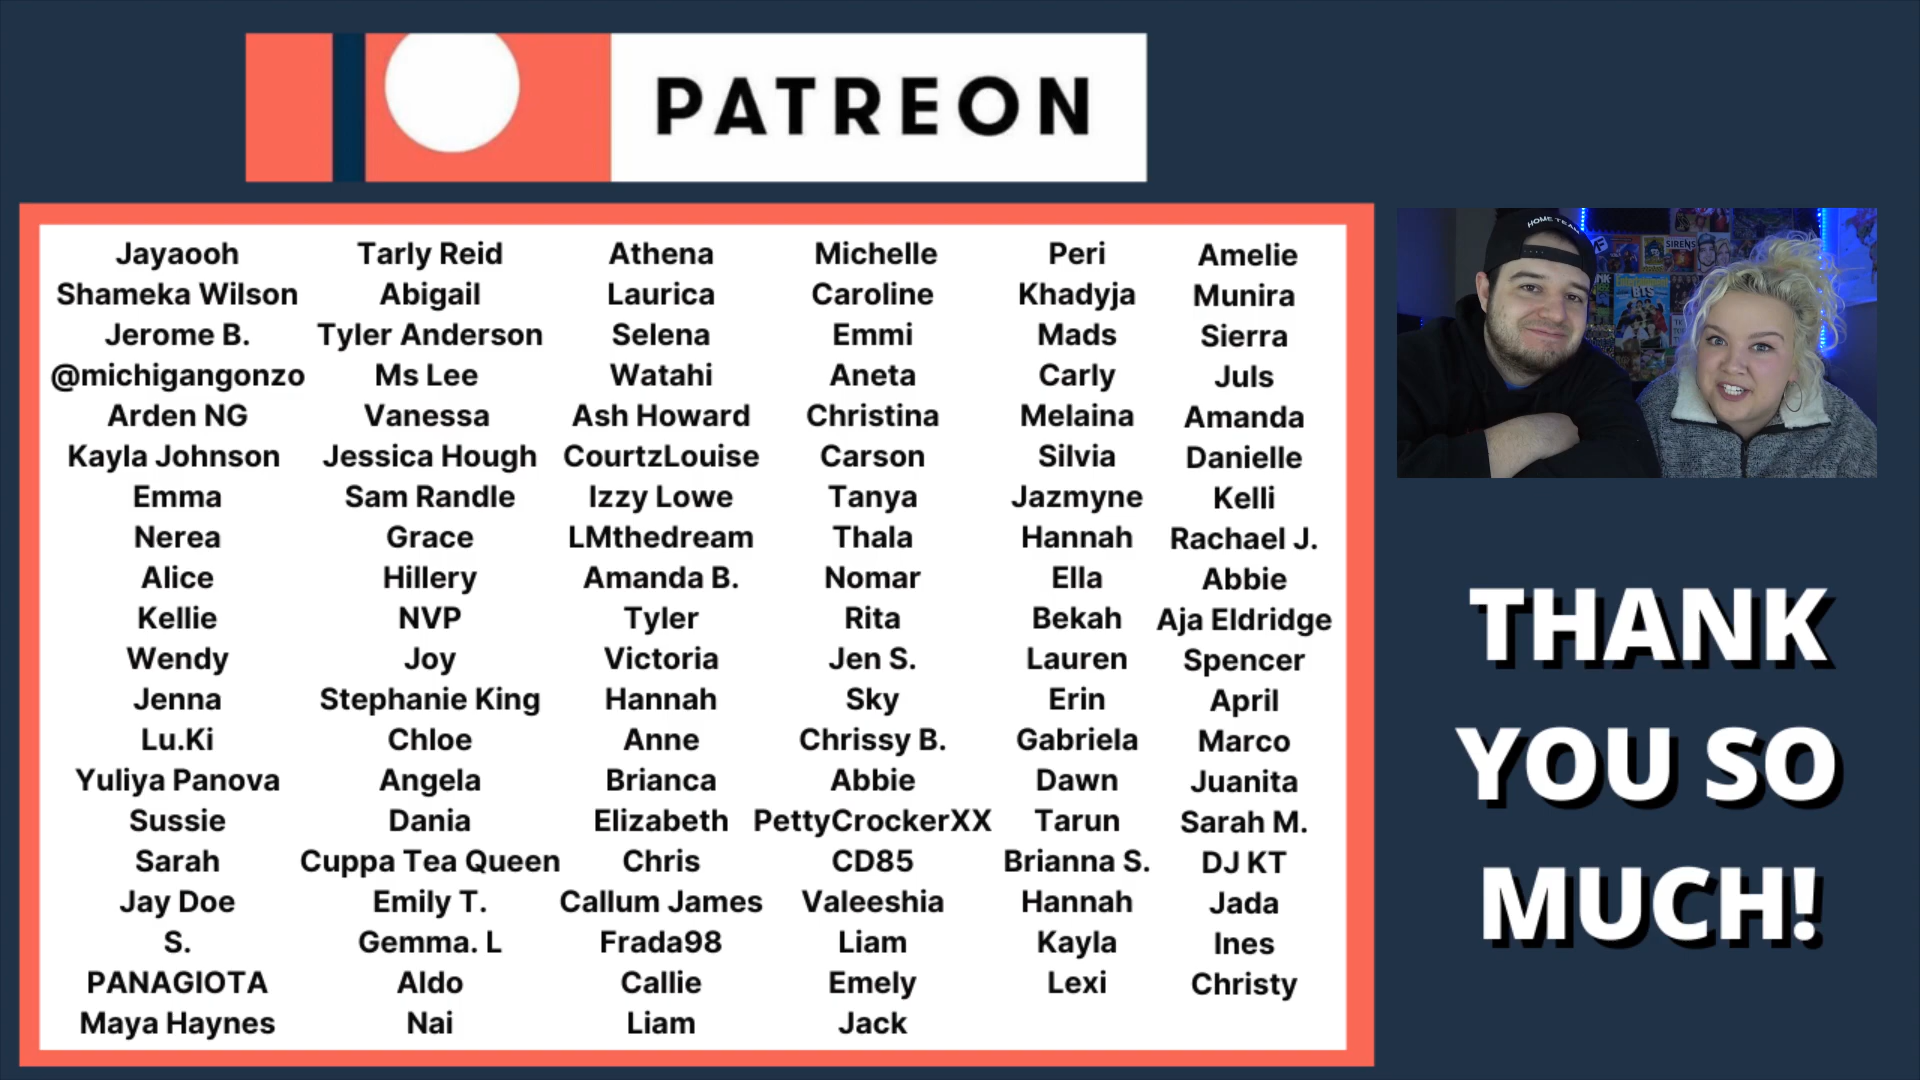 PATREON
Jayaooh
Shameka Wilson
Jerome B.
@michigangonzo
Arden NG
Kayla Johnson
Emma
Nerea
Alice
Kellie
Wendy
Jenna
Lu.Ki
Yuliya Panova
Sussie
Sarah
Jay Doe
S.
PANAGIOTA
Maya Haynes
Tarly Reid
Abigail
Tyler Anderson
Ms Lee
Vanessa
Jessica Hough
Sam Randle
Grace
Hillery
NVP
Joy
Stephanie King
Chloe
Angela
Dania
Cuppa Tea Queen
Emily T.
Gemma. L
Aldo
Nai
Athena
Laurica
Selena
Watahi
Ash Howard
CourtzLouise
Izzy Lowe
LMthedream
Amanda B.
Tyler
Victoria
Hannah
Anne
Brianca
Elizabeth
Chris
Callum James
Frada98
Callie
Liam
Michelle
Caroline
Emmi
Aneta
Christina
Carson
Tanya
Thala
Nomar
Rita
Jen S.
Sky
Chrissy B.
Abbie
PettyCrockerXX
CD85
Valeeshia
Liam
Emely
Jack
Peri
Khadyja
Mads
Carly
Melaina
Silvia
Jazmyne
Hannah
Ella
Bekah
Lauren
Erin
Gabriela
Dawn
Tarun
Brianna S.
Hannah
Kayla
Lexi
Amelie
Munira
Sierra
Juls
Amanda
Danielle
Kelli
Rachael J.
Abbie
Aja Eldridge
Spencer
April
Marco
Juanita
Sarah M.
DJ KT
Jada
Ines
Christy
HOME TEAM
SIRENS
BTS
THANK
YOU SO
MUCH!